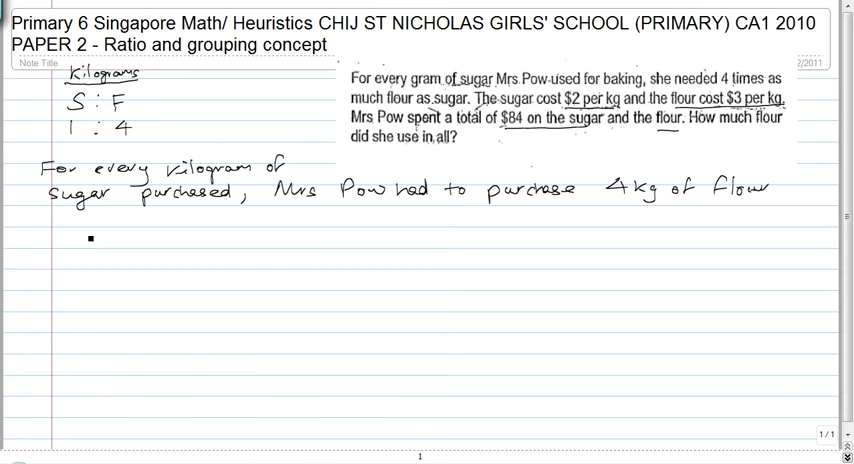 Primary 6 Singapore Math/ Heuristics CHIJ ST NICHOLAS GIRLS' SCHOOL (PRIMARY) CA1 2010
PAPER 2 - Ratio and grouping concept
Note Title
2/2011
Kilograms
S : F
1 : 4
For every gram of sugar Mrs Pow used for baking, she needed 4 times as
much flour as sugar. The sugar cost $2 per kg and the flour cost $3 per kg.
Mrs Pow spent a total of $84 on the sugar and the flour. How much flour
did she use in all?
For every kilogram of
sugar purchased, Mrs Pow had to purchase 4kg of flour
1/1
1